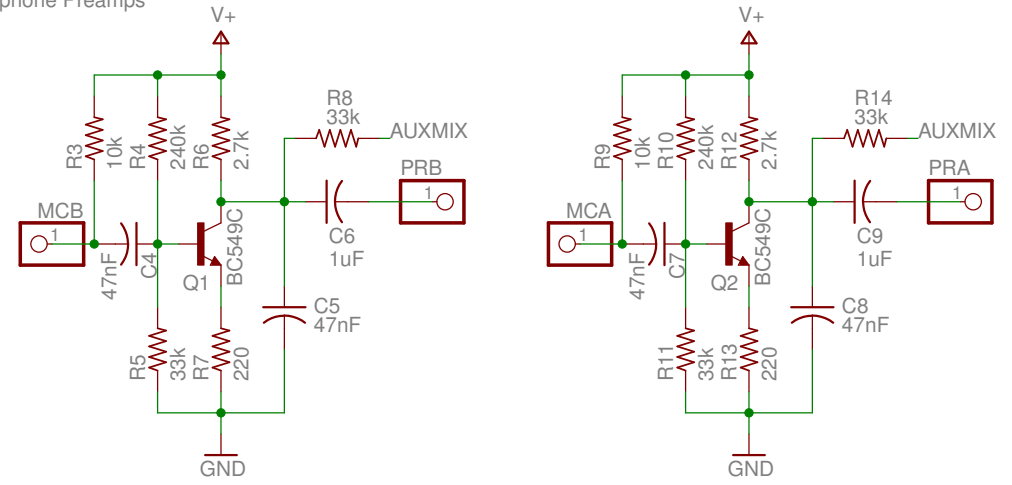 phone Preamps
V+
R3
10k
R4
240k
R6
2.7k
R8
33k
AUXMIX
PRB
1
MCB
1
47nF
C4
Q1
BC549C
C6
1uF
C5
47nF
R5
33k
R7
220
GND
V+
R9
10k
R10
240k
R12
2.7k
R14
33k
AUXMIX
PRA
1
MCA
1
47nF
C7
Q2
BC549C
C9
1uF
C8
47nF
R11
33k
R13
220
GND